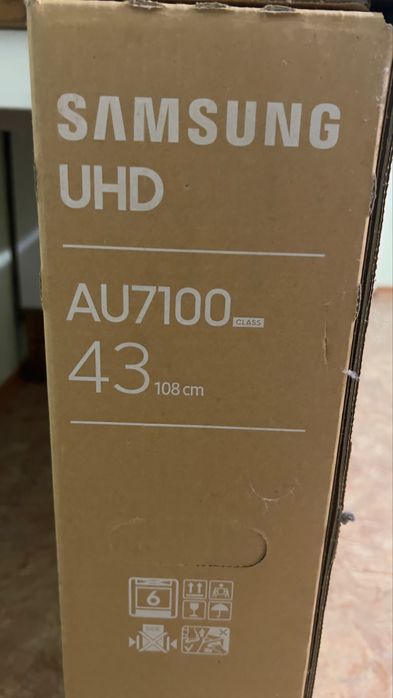 SAMSUNG
UHD
AU7100 CLASS
43 108 cm
6